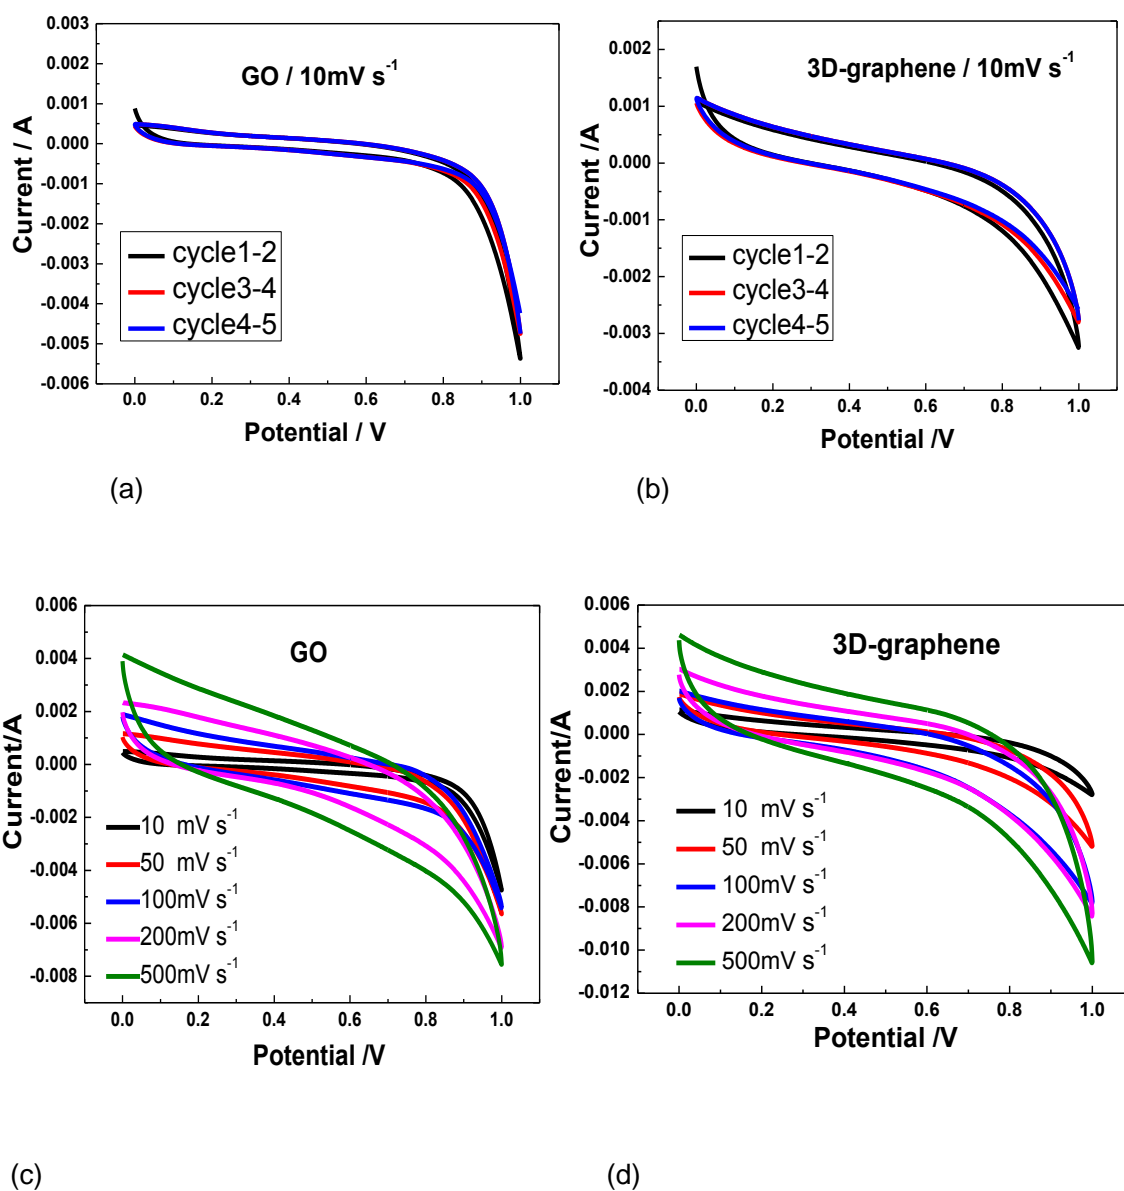 GO / 10mV s⁻¹
0.003
0.002
0.001
0.000
-0.001
-0.002
-0.003
-0.004
-0.005
-0.006
Current / A
cycle1-2
cycle3-4
cycle4-5
0.0 0.2 0.4 0.6 0.8 1.0
Potential / V
(a)
3D-graphene / 10mV s⁻¹
0.002
0.001
0.000
-0.001
-0.002
-0.003
-0.004
Current /A
cycle1-2
cycle3-4
cycle4-5
0.0 0.2 0.4 0.6 0.8 1.0
Potential /V
(b)
GO
0.006
0.004
0.002
0.000
-0.002
-0.004
-0.006
-0.008
Current/A
10 mV s⁻¹
50 mV s⁻¹
100mV s⁻¹
200mV s⁻¹
500mV s⁻¹
0.0 0.2 0.4 0.6 0.8 1.0
Potential /V
(c)
3D-graphene
0.006
0.004
0.002
0.000
-0.002
-0.004
-0.006
-0.008
-0.010
-0.012
Current/A
10 mV s⁻¹
50 mV s⁻¹
100mV s⁻¹
200mV s⁻¹
500mV s⁻¹
0.0 0.2 0.4 0.6 0.8 1.0
Potential /V
(d)